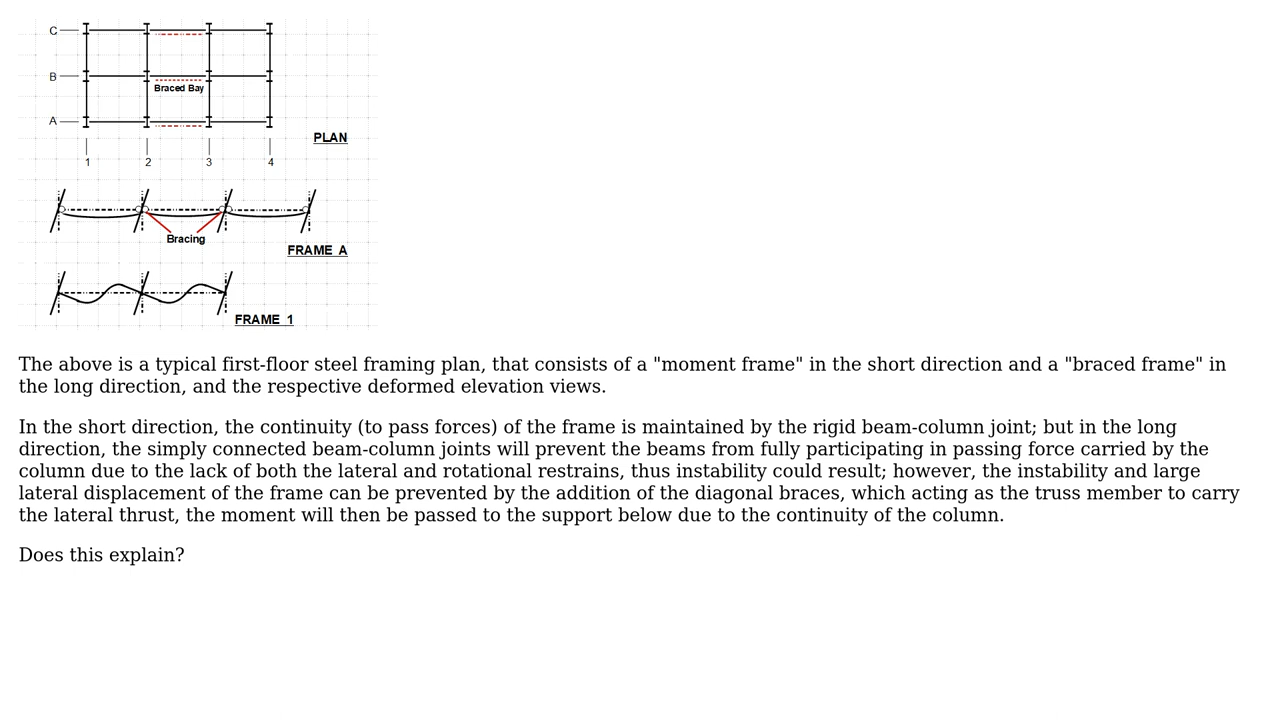 C
B
Braced Bay
A
PLAN
1 2 3 4
Bracing
FRAME A
FRAME 1
The above is a typical first-floor steel framing plan, that consists of a "moment frame" in the short direction and a "braced frame" in
the long direction, and the respective deformed elevation views.
In the short direction, the continuity (to pass forces) of the frame is maintained by the rigid beam-column joint; but in the long
direction, the simply connected beam-column joints will prevent the beams from fully participating in passing force carried by the
column due to the lack of both the lateral and rotational restrains, thus instability could result; however, the instability and large
lateral displacement of the frame can be prevented by the addition of the diagonal braces, which acting as the truss member to carry
the lateral thrust, the moment will then be passed to the support below due to the continuity of the column.
Does this explain?